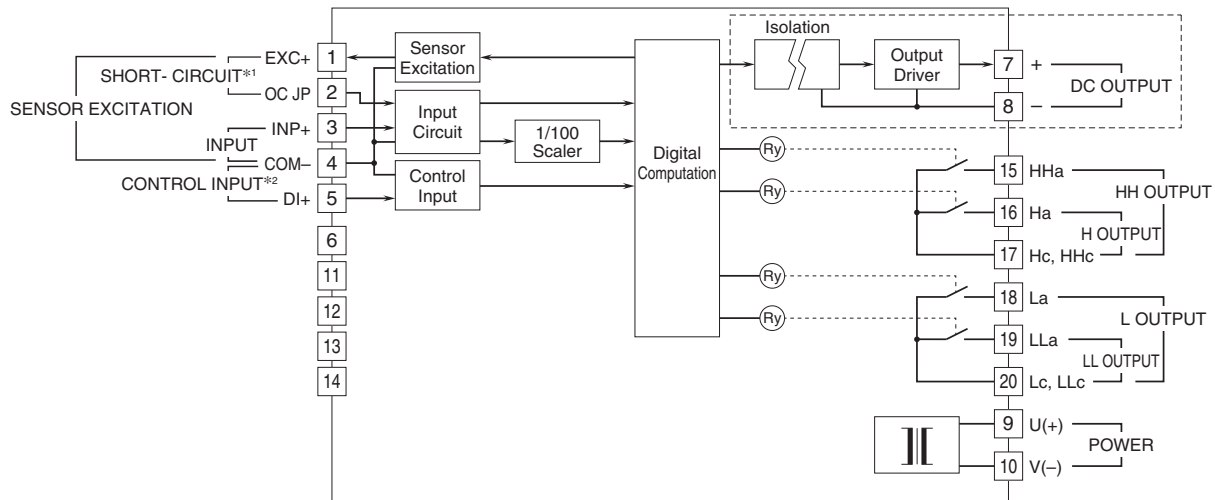 SENSOR EXCITATION
SHORT- CIRCUIT*1
INPUT
CONTROL INPUT*2
EXC+
1
OC JP
2
INP+
3
COM–
4
DI+
5
6
11
12
13
14
Sensor
Excitation
Input
Circuit
1/100
Scaler
Control
Input
Digital
Computation
Isolation
Output
Driver
7
+
8
–
DC OUTPUT
Ry
Ry
Ry
Ry
15
HHa
16
Ha
17
Hc, HHc
H OUTPUT
HH OUTPUT
18
La
19
LLa
20
Lc, LLc
LL OUTPUT
L OUTPUT
9
U(+)
10
V(–)
POWER